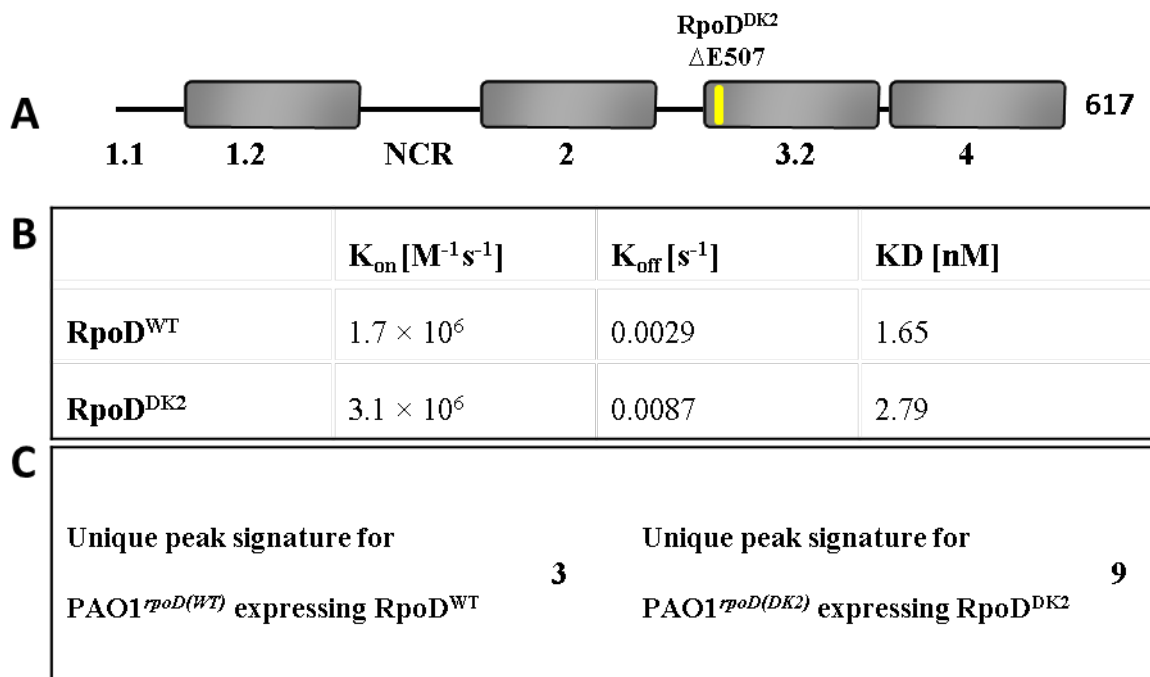 RpoD^DK2
ΔE507
A
617
1.1 1.2 NCR 2 3.2 4
B
K_on [M^-1 s^-1] K_off [s^-1] KD [nM]
RpoD^WT 1.7 × 10^6 0.0029 1.65
RpoD^DK2 3.1 × 10^6 0.0087 2.79
C
Unique peak signature for
PAO1^rpoD(WT) expressing RpoD^WT
3
Unique peak signature for
PAO1^rpoD(DK2) expressing RpoD^DK2
9